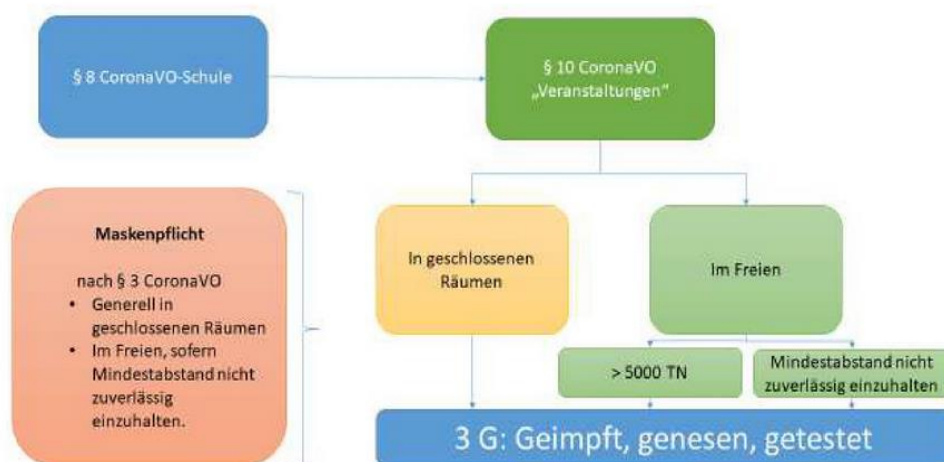 § 8 CoronaVO-Schule
§ 10 CoronaVO
„Veranstaltungen“
Maskenpflicht
nach § 3 CoronaVO
• Generell in
geschlossenen Räumen
• Im Freien, sofern
Mindestabstand nicht
zuverlässig
einzuhalten.
In geschlossenen
Räumen
Im Freien
> 5000 TN
Mindestabstand nicht
zuverlässig einzuhalten
3 G: Geimpft, genesen, getestet